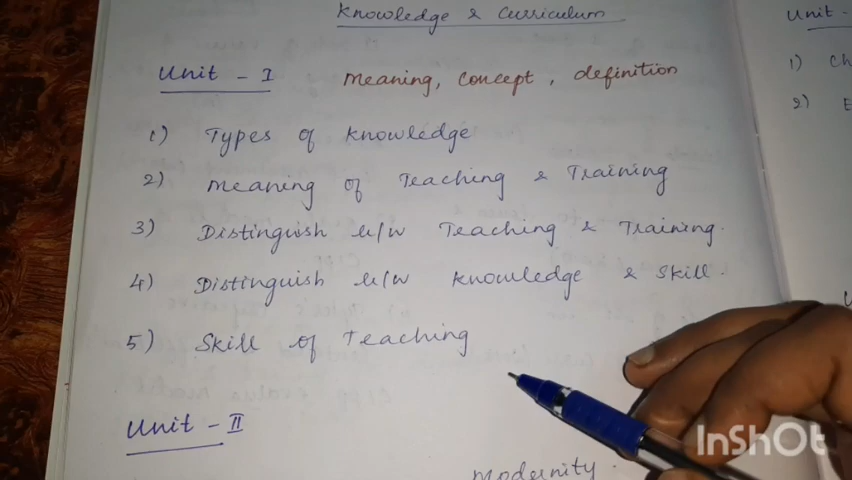 Knowledge & Curriculum
Unit - I meaning, concept, definition
1) Types of knowledge
2) meaning of Teaching & Training
3) Distinguish b/w Teaching & Training.
4) Distinguish b/w knowledge & skill.
5) Skill of Teaching
Unit - II
modernity.
Unit -
1) Ch
2) E
InShOt